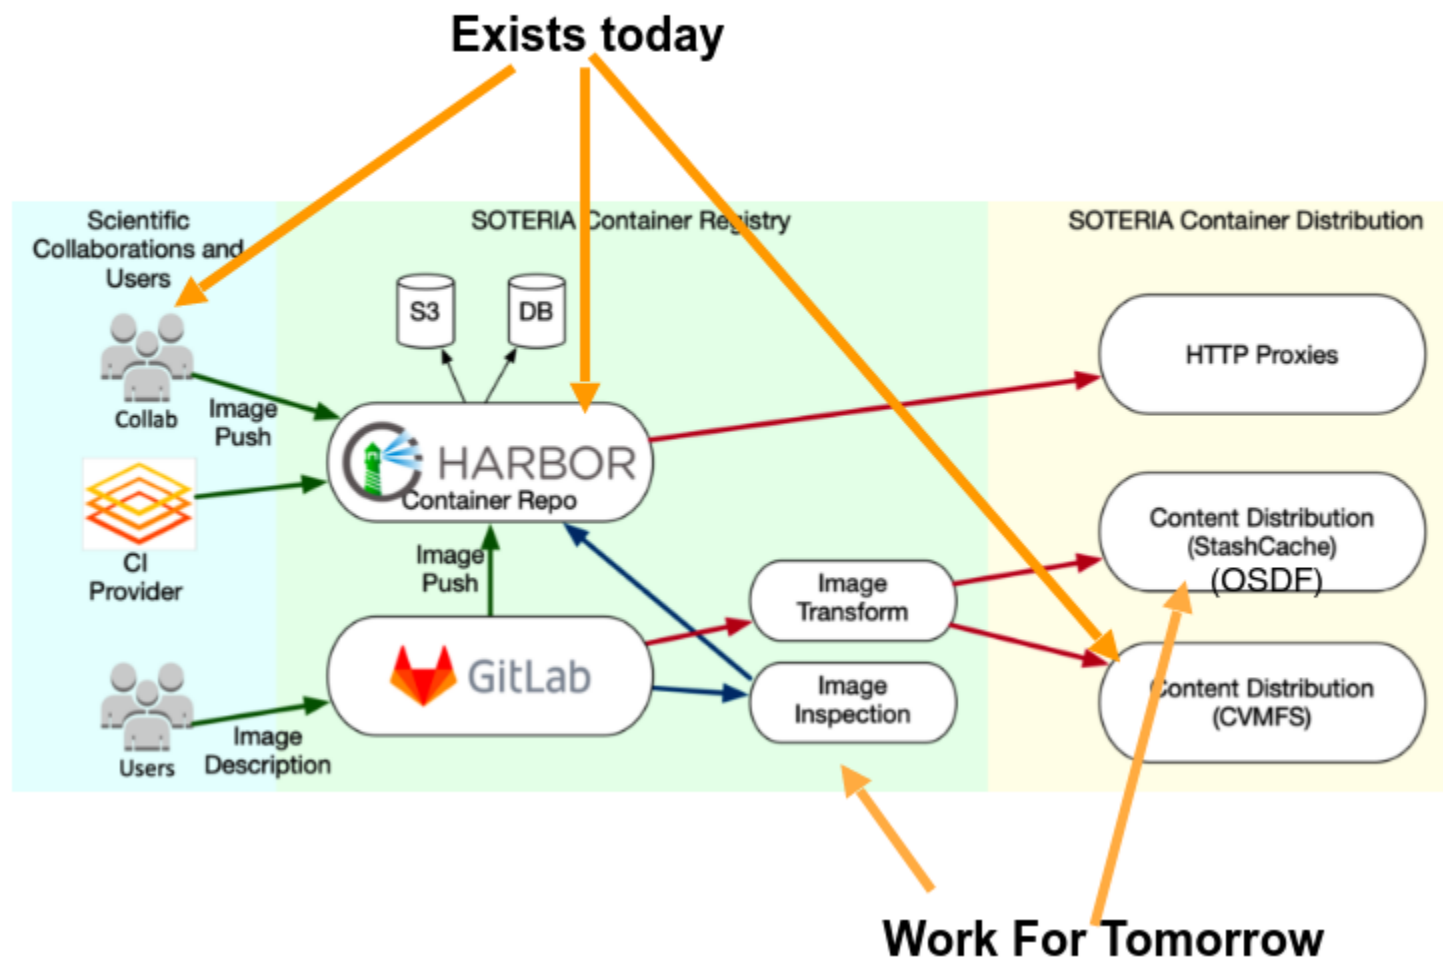 Exists today
Scientific
Collaborations and
Users
SOTERIA Container Registry
SOTERIA Container Distribution
S3
DB
HTTP Proxies
Collab
Image
Push
HARBOR
Container Repo
CI
Provider
Image
Push
Content Distribution
(StashCache)
(OSDF)
Image
Transform
GitLab
Image
Inspection
Content Distribution
(CVMFS)
Users
Image
Description
Work For Tomorrow